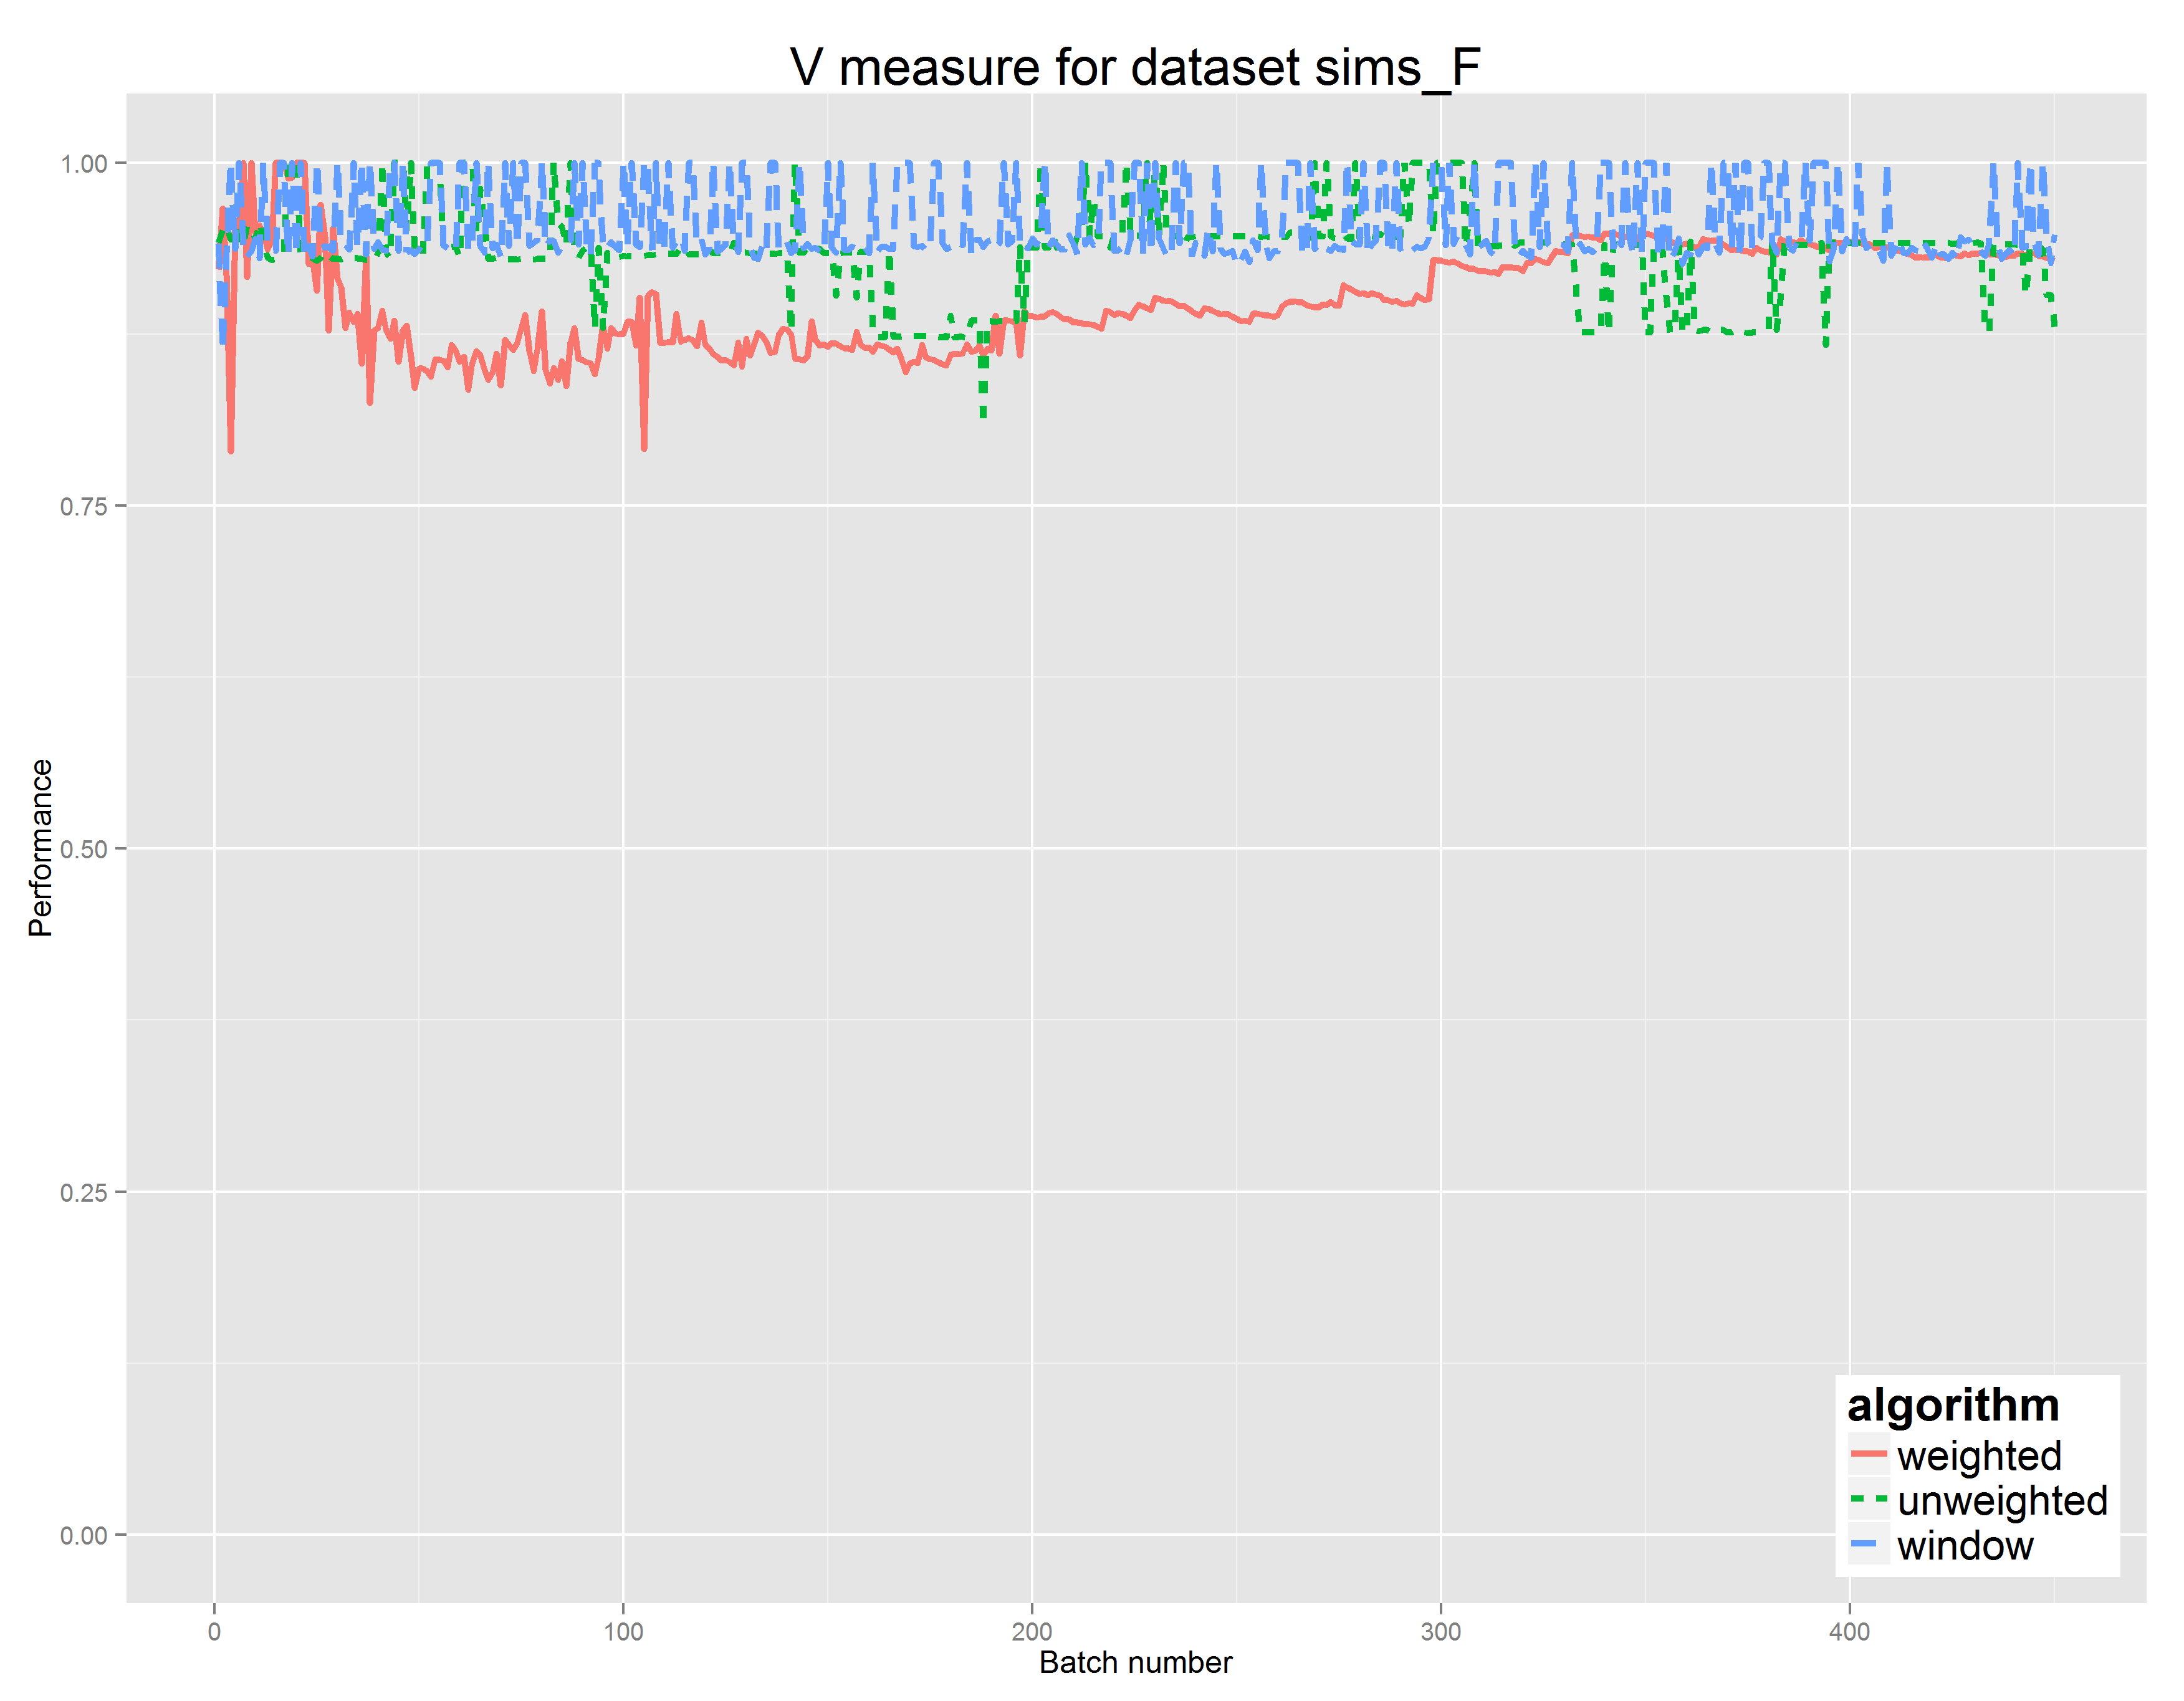 V measure for dataset sims_F
1.00
0.75
0.50
0.25
0.00
Performance
0
100
200
300
400
Batch number
algorithm
weighted
unweighted
window